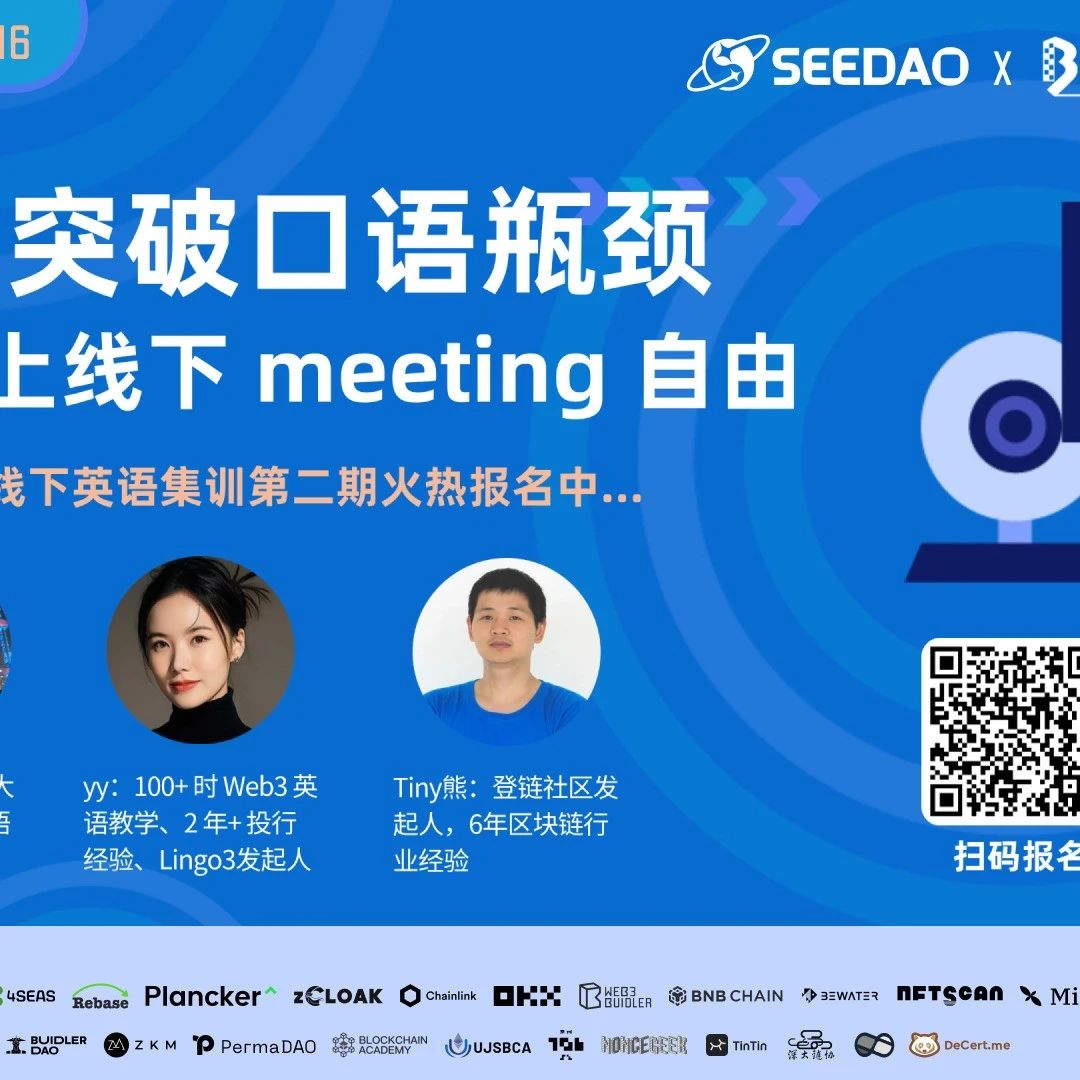 16
SEEDAO X
突破口语瓶颈
上线下 meeting 自由
线下英语集训第二期火热报名中...
大
语
yy：100+ 时 Web3 英
语教学、2 年+ 投行
经验、Lingo3发起人
Tiny熊：登链社区发
起人，6年区块链行
业经验
扫码报名
4SEAS Rebase Plancker zCLOAK Chainlink OKX WEB3 BUIDLER BNB CHAIN BEWATER NFTSCAN Mi
BUIDLER DAO ZKM PermaDAO BLOCKCHAIN ACADEMY UJSBCA NONCEGEEK TinTin DeCert.me